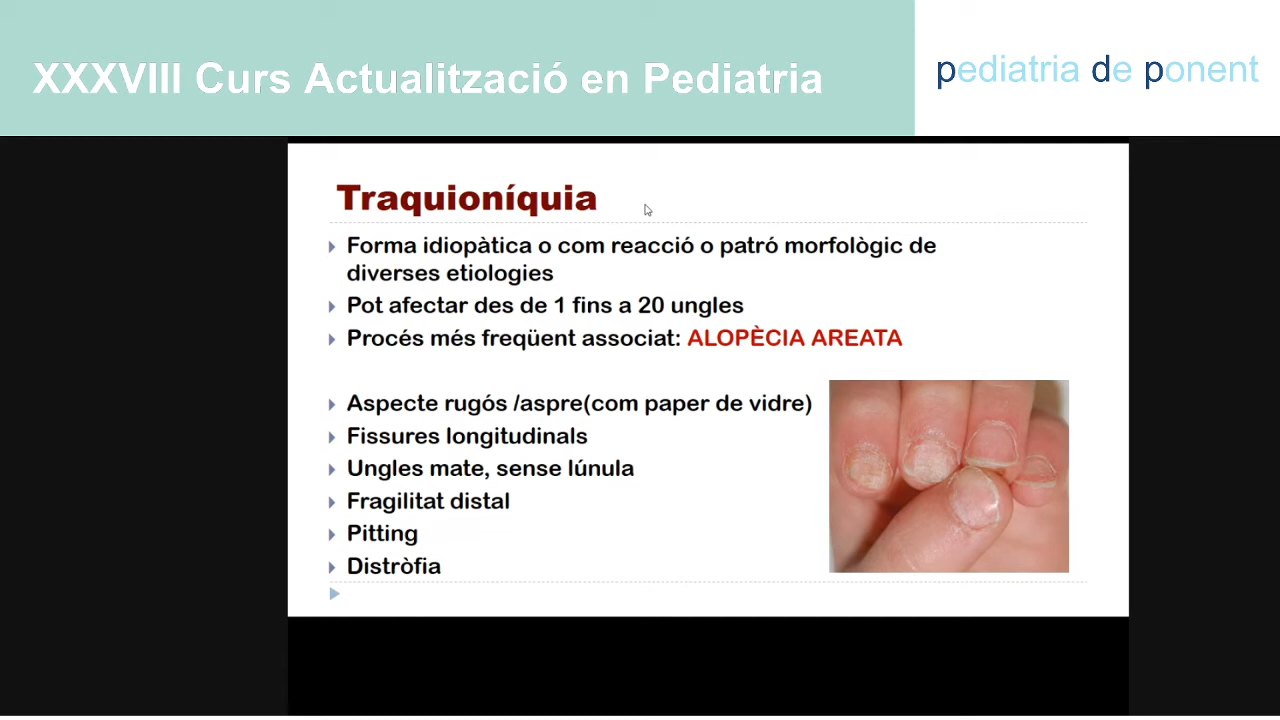 XXXVIII Curs Actualització en Pediatria
pediatria de ponent
Traquioníquia
Forma idiopàtica o com reacció o patró morfològic de
diverses etiologies
Pot afectar des de 1 fins a 20 ungles
Procés més freqüent associat: ALOPÈCIA AREATA
Aspecte rugós /aspre(com paper de vidre)
Fissures longitudinals
Ungles mate, sense lúnula
Fragilitat distal
Pitting
Distròfia